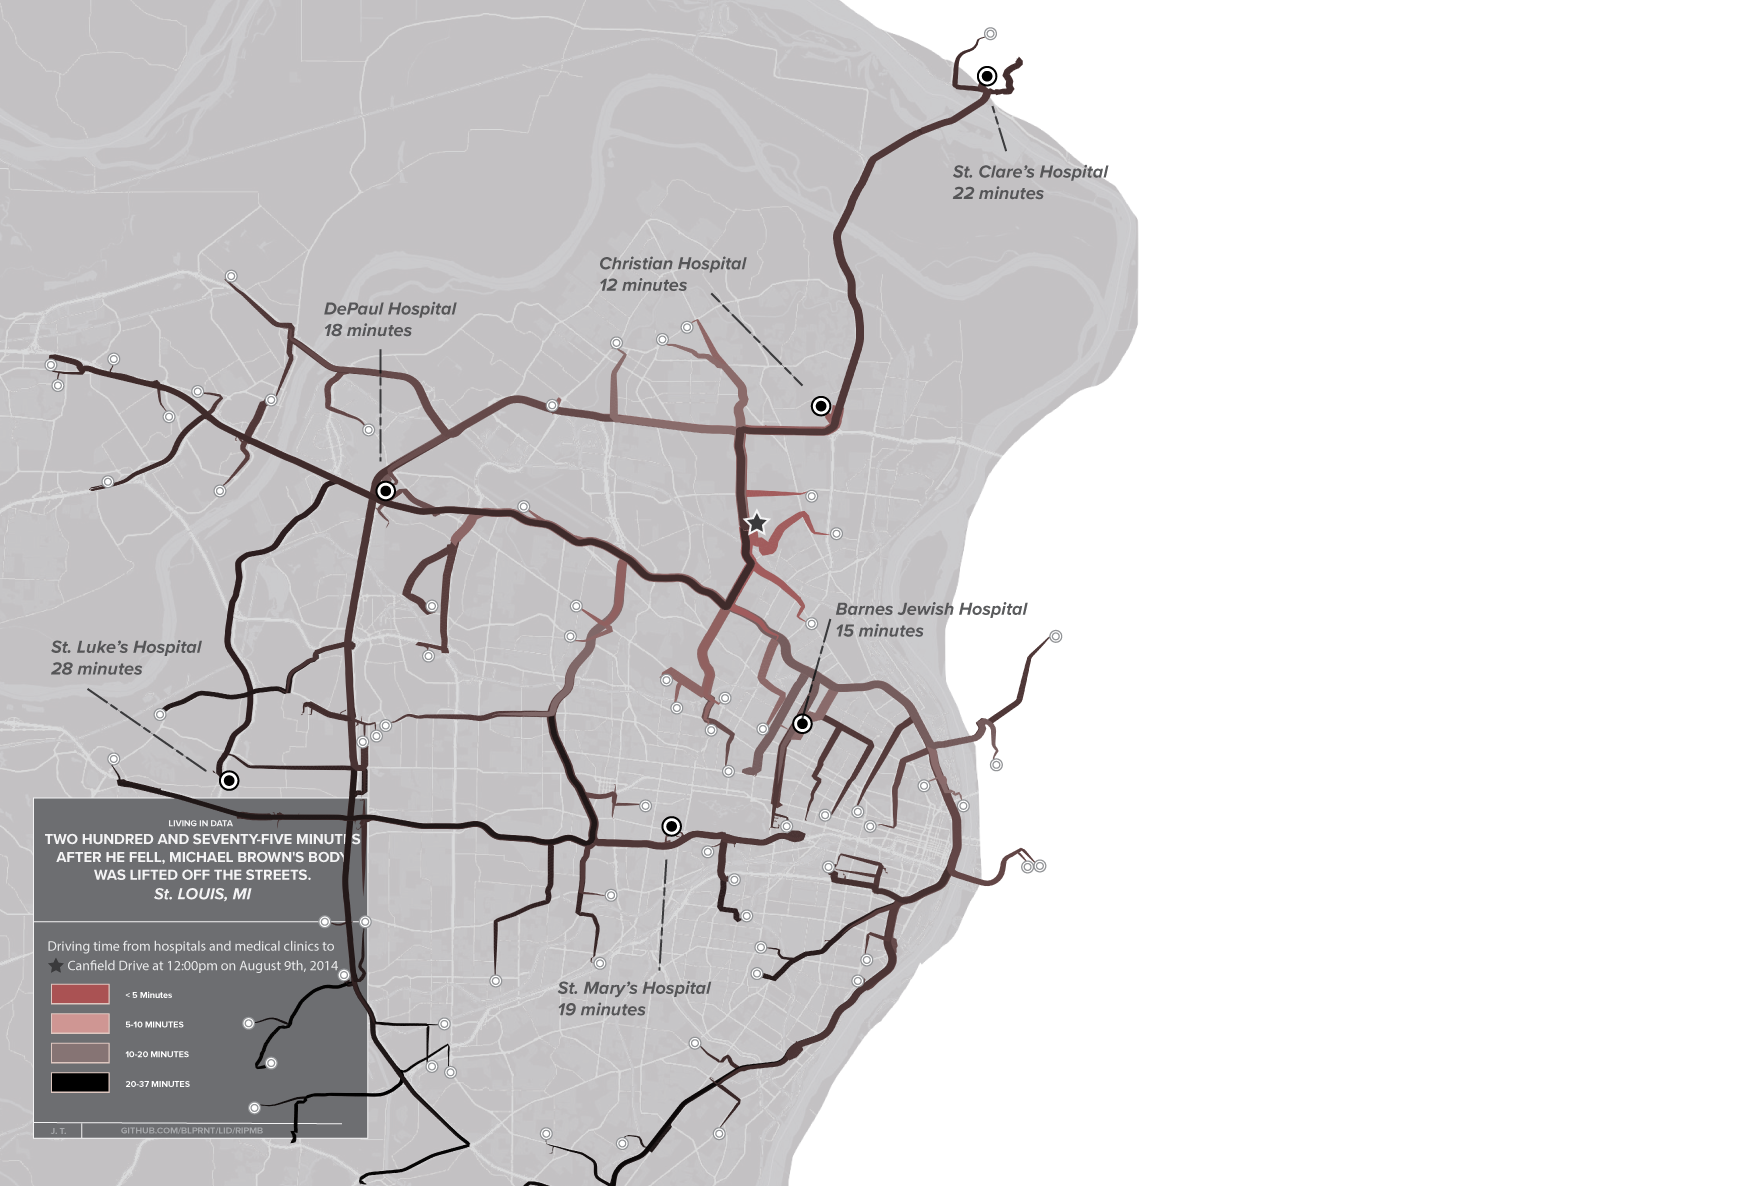 St. Clare's Hospital
22 minutes
Christian Hospital
12 minutes
DePaul Hospital
18 minutes
Barnes Jewish Hospital
15 minutes
St. Luke's Hospital
28 minutes
LIVING IN DATA
TWO HUNDRED AND SEVENTY-FIVE MINUTES
AFTER HE FELL, MICHAEL BROWN'S BODY
WAS LIFTED OFF THE STREETS.
St. LOUIS, MI
Driving time from hospitals and medical clinics to
Canfield Drive at 12:00pm on August 9th, 2014
< 5 Minutes
5-10 MINUTES
10-20 MINUTES
20-37 MINUTES
J. T. GITHUB.COM/BLPRNT/LID/RIPMB
St. Mary's Hospital
19 minutes